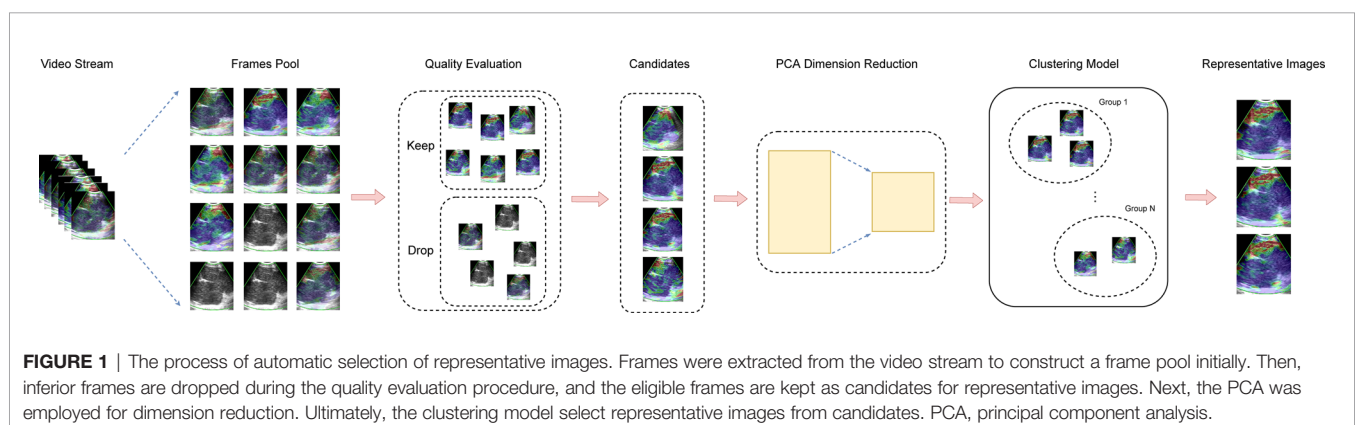 Video Stream
Frames Pool
Quality Evaluation
Candidates
PCA Dimension Reduction
Clustering Model
Representative Images
Keep
Drop
Group 1
⋮
Group N
FIGURE 1 | The process of automatic selection of representative images. Frames were extracted from the video stream to construct a frame pool initially. Then,
inferior frames are dropped during the quality evaluation procedure, and the eligible frames are kept as candidates for representative images. Next, the PCA was
employed for dimension reduction. Ultimately, the clustering model select representative images from candidates. PCA, principal component analysis.